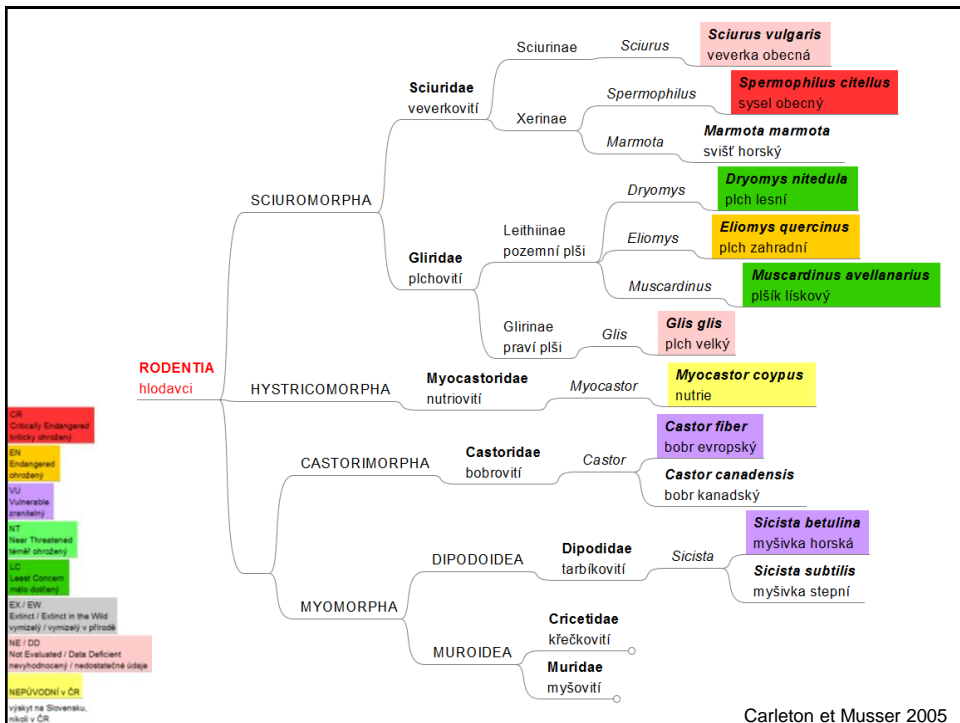 Sciurus vulgaris
veverka obecná
Sciurinae
Sciurus
Spermophilus citellus
sysel obecný
Sciuridae
veverkovití
Spermophilus
Xerinae
Marmota
Marmota marmota
svišť horský
Dryomys
Dryomys nitedula
plch lesní
SCIUROMORPHA
Leithiinae
pozemní plši
Eliomys
Eliomys quercinus
plch zahradní
Gliridae
plchovití
Muscardinus
Muscardinus avellanarius
plšík lískový
Glirinae
praví plši
Glis
Glis glis
plch velký
RODENTIA
hlodavci
HYSTRICOMORPHA
Myocastoridae
nutriovití
Myocastor
Myocastor coypus
nutrie
CASTORIMORPHA
Castoridae
bobrovití
Castor
Castor fiber
bobr evropský
Castor canadensis
bobr kanadský
DIPODOIDEA
Dipodidae
tarbíkovití
Sicista
Sicista betulina
myšivka horská
Sicista subtilis
myšivka stepní
MYOMORPHA
MUROIDEA
Cricetidae
křečkovití
Muridae
myšovití
CR
Critically Endangered
kriticky ohrožený
EN
Endangered
ohrožený
VU
Vulnerable
zranitelný
NT
Near Threatened
téměř ohrožený
LC
Least Concern
málo dotčený
EX / EW
Extinct / Extinct in the Wild
vymizelý / vymizelý v přírodě
NE / DD
Not Evaluated / Data Deficient
nevyhodnocený / nedostatečné údaje
NEPŮVODNÍ v ČR
výskyt na Slovensku,
nikoli v ČR
Carleton et Musser 2005